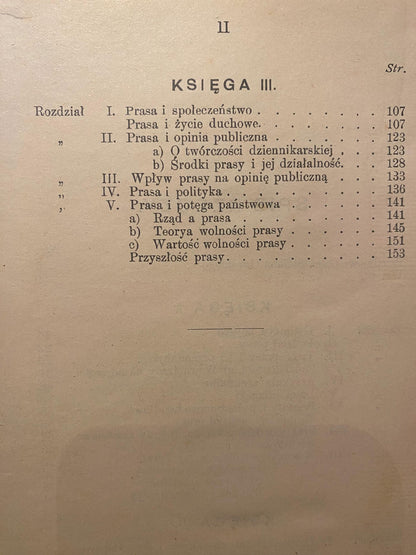 II
Str.
KSIĘGA III.
Rozdział I. Prasa i społeczeństwo . . . . . . . . 107
Prasa i życie duchowe. . . . . . . . . 107
„ II. Prasa i opinia publiczna . . . . . . . 123
a) O twórczości dziennikarskiej . . . 123
b) Środki prasy i jej działalność. . . 128
„ III. Wpływ prasy na opinię publiczną . . 133
„ IV. Prasa i polityka . . . . . . . . . . 136
„ V. Prasa i potęga państwowa . . . . . . 141
a) Rząd a prasa . . . . . . . . . 141
b) Teorya wolności prasy . . . . . 145
c) Wartość wolności prasy . . . . . 151
Przyszłość prasy. . . . . . . . . . . 153